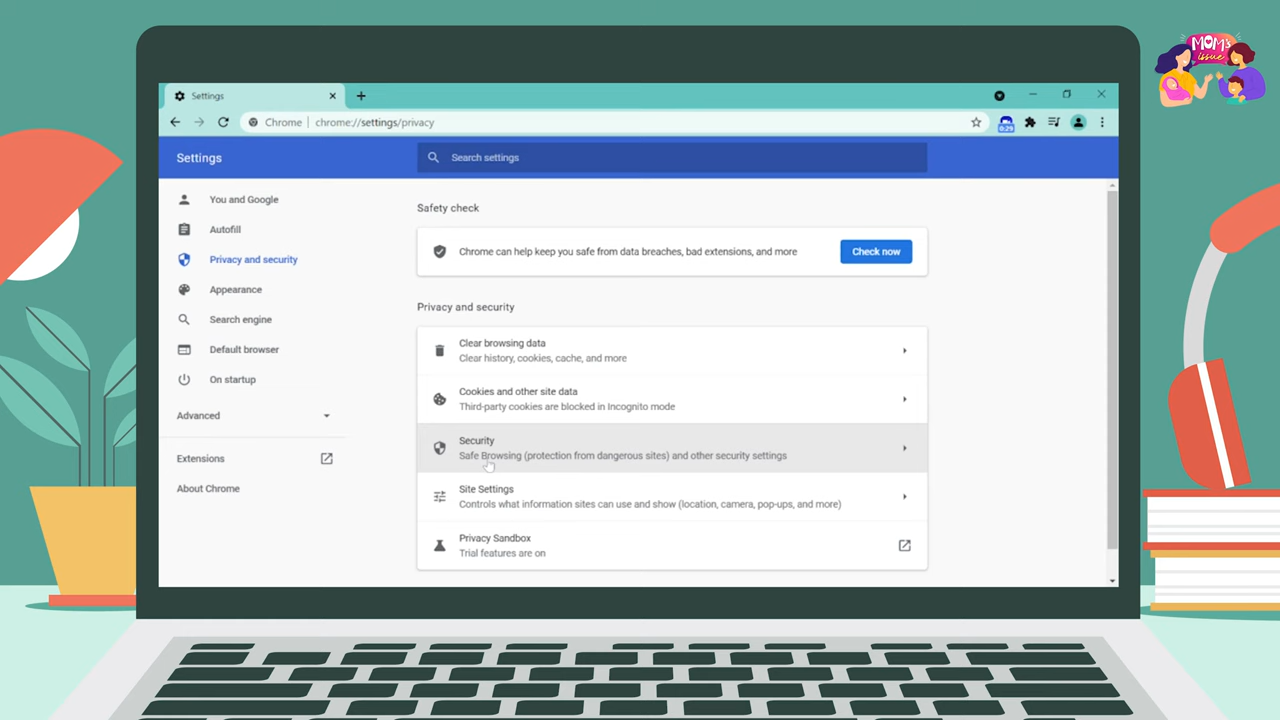 MOM's
issue
Settings
Chrome | chrome://settings/privacy
0:29
Settings
Search settings
You and Google
Autofill
Privacy and security
Appearance
Search engine
Default browser
On startup
Advanced
Extensions
About Chrome
Safety check
Chrome can help keep you safe from data breaches, bad extensions, and more
Check now
Privacy and security
Clear browsing data
Clear history, cookies, cache, and more
Cookies and other site data
Third-party cookies are blocked in Incognito mode
Security
Safe Browsing (protection from dangerous sites) and other security settings
Site Settings
Controls what information sites can use and show (location, camera, pop-ups, and more)
Privacy Sandbox
Trial features are on